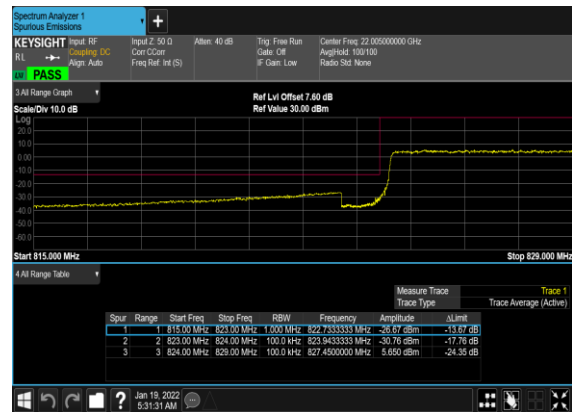 Spectrum Analyzer 1
Spurious Emissions
KEYSIGHT Input: RF Input Z: 50 Ω Atten: 40 dB Trig: Free Run Center Freq: 22.005000000 GHz
RL Coupling: DC Corr CCorr Gate: Off Avg|Hold: 100/100
Align: Auto Freq Ref: Int (S) IF Gain: Low Radio Std: None
PASS
3 All Range Graph
Ref Lvl Offset 7.60 dB
Scale/Div 10.0 dB Ref Value 30.00 dBm
Log
20.0
10.0
0.00
-10.0
-20.0
-30.0
-40.0
-50.0
-60.0
Start 815.000 MHz Stop 829.000 MHz
4 All Range Table
Measure Trace Trace 1
Trace Type Trace Average (Active)
Spur Range Start Freq Stop Freq RBW Frequency Amplitude ΔLimit
1 1 815.00 MHz 823.00 MHz 1.000 MHz 822.7333333 MHz -26.67 dBm -13.67 dB
2 2 823.00 MHz 824.00 MHz 100.0 kHz 823.9433333 MHz -30.76 dBm -17.76 dB
3 3 824.00 MHz 829.00 MHz 100.0 kHz 827.4500000 MHz 5.650 dBm -24.35 dB
Jan 19, 2022
5:31:31 AM